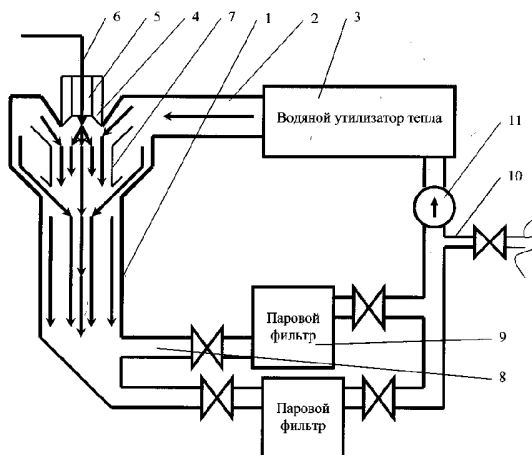 6 5 4 7 1 2 3
Водяной утилизатор тепла
11
10
Паровой
фильтр
9
8
Паровой
фильтр